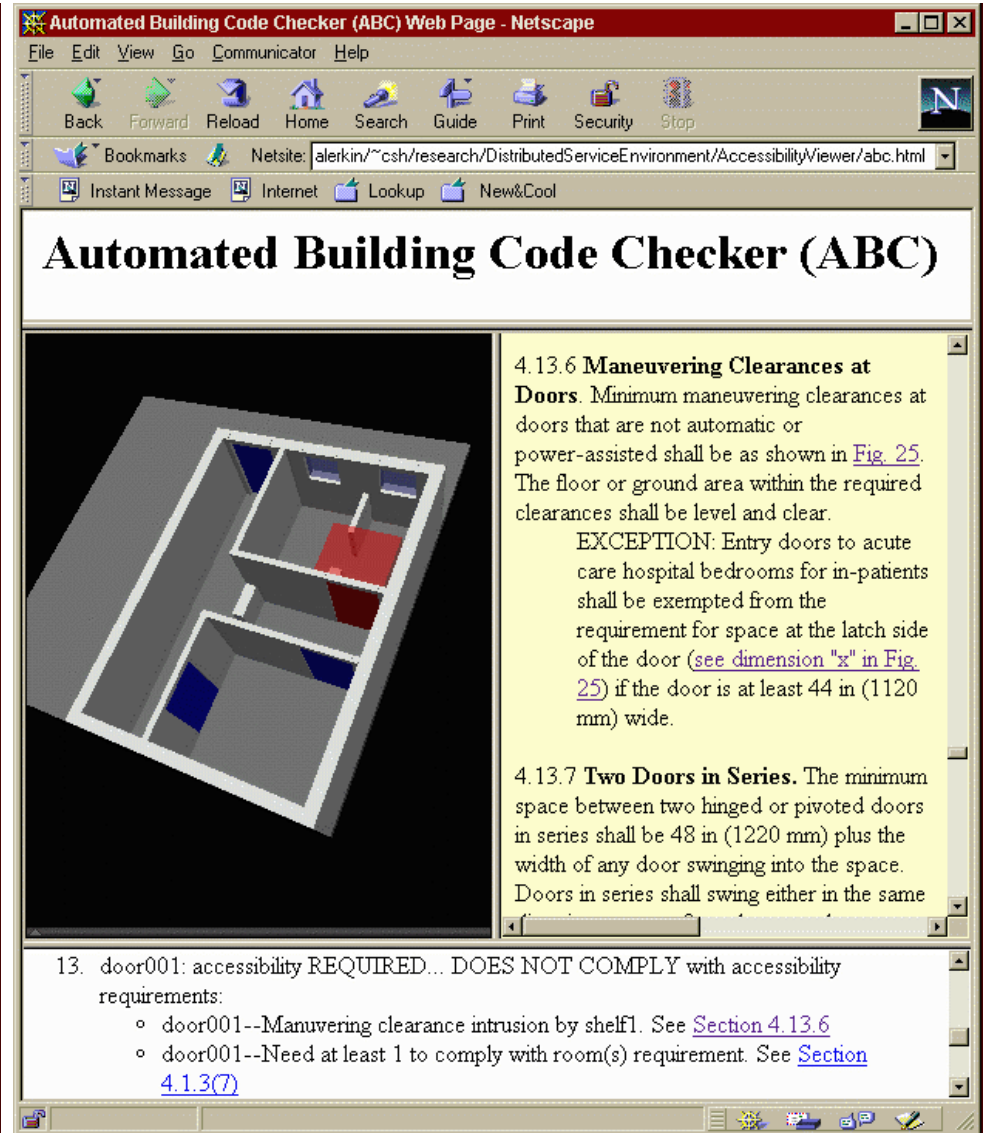 Automated Building Code Checker (ABC) Web Page - Netscape
File Edit View Go Communicator Help
Back Forward Reload Home Search Guide Print Security Stop
N
Bookmarks Netsite: alerkin/~csh/research/DistributedServiceEnvironment/AccessibilityViewer/abc.html
Instant Message Internet Lookup New&Cool
Automated Building Code Checker (ABC)
4.13.6 Maneuvering Clearances at
Doors. Minimum maneuvering clearances at
doors that are not automatic or
power-assisted shall be as shown in Fig. 25.
The floor or ground area within the required
clearances shall be level and clear.
EXCEPTION: Entry doors to acute
care hospital bedrooms for in-patients
shall be exempted from the
requirement for space at the latch side
of the door (see dimension "x" in Fig.
25) if the door is at least 44 in (1120
mm) wide.
4.13.7 Two Doors in Series. The minimum
space between two hinged or pivoted doors
in series shall be 48 in (1220 mm) plus the
width of any door swinging into the space.
Doors in series shall swing either in the same
13. door001: accessibility REQUIRED... DOES NOT COMPLY with accessibility
requirements:
door001--Manuvering clearance intrusion by shelf1. See Section 4.13.6
door001--Need at least 1 to comply with room(s) requirement. See Section
4.1.3(7)